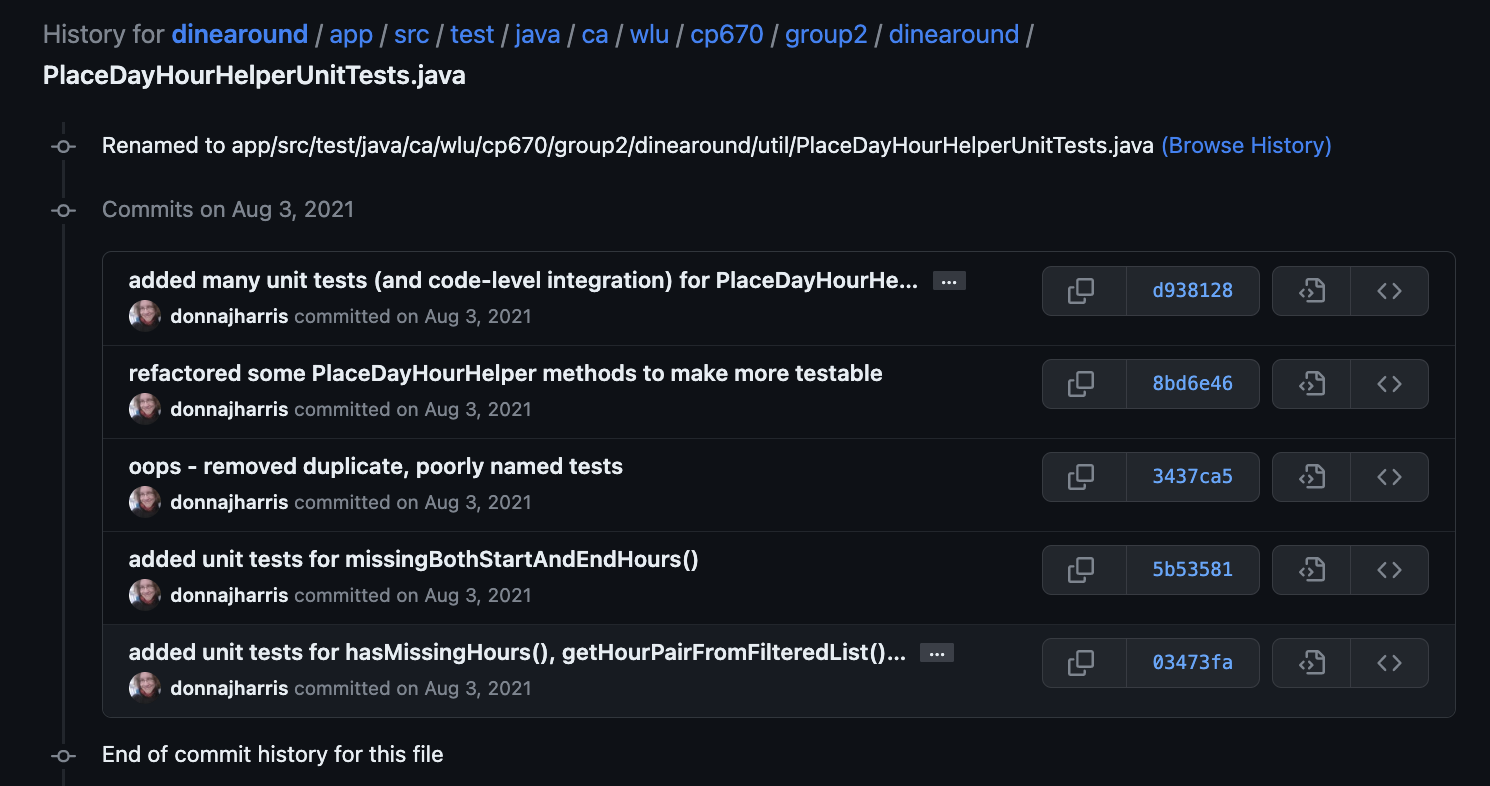 History for dinearound / app / src / test / java / ca / wlu / cp670 / group2 / dinearound /
PlaceDayHourHelperUnitTests.java
Renamed to app/src/test/java/ca/wlu/cp670/group2/dinearound/util/PlaceDayHourHelperUnitTests.java (Browse History)
Commits on Aug 3, 2021
added many unit tests (and code-level integration) for PlaceDayHourHe... ...
d938128
donnajharris committed on Aug 3, 2021
refactored some PlaceDayHourHelper methods to make more testable
8bd6e46
donnajharris committed on Aug 3, 2021
oops - removed duplicate, poorly named tests
3437ca5
donnajharris committed on Aug 3, 2021
added unit tests for missingBothStartAndEndHours()
5b53581
donnajharris committed on Aug 3, 2021
added unit tests for hasMissingHours(), getHourPairFromFilteredList()... ...
03473fa
donnajharris committed on Aug 3, 2021
End of commit history for this file